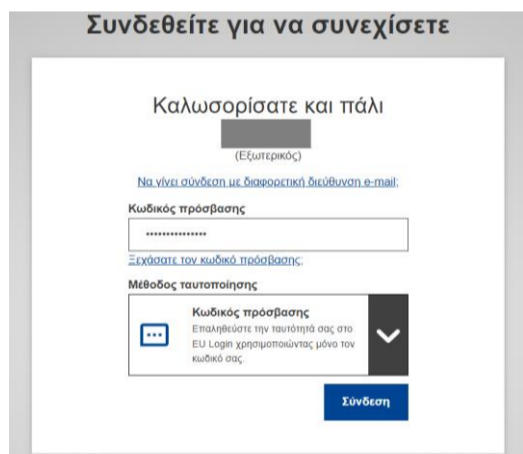 Συνδεθείτε για να συνεχίσετε
Καλωσορίσατε και πάλι
(Εξωτερικός)
Να γίνει σύνδεση με διαφορετική διεύθυνση e-mail;
Κωδικός πρόσβασης
Ξεχάσατε τον κωδικό πρόσβασης;
Μέθοδος ταυτοποίησης
Κωδικός πρόσβασης
Επαληθεύστε την ταυτότητά σας στο
EU Login χρησιμοποιώντας μόνο τον
κωδικό σας.
Σύνδεση